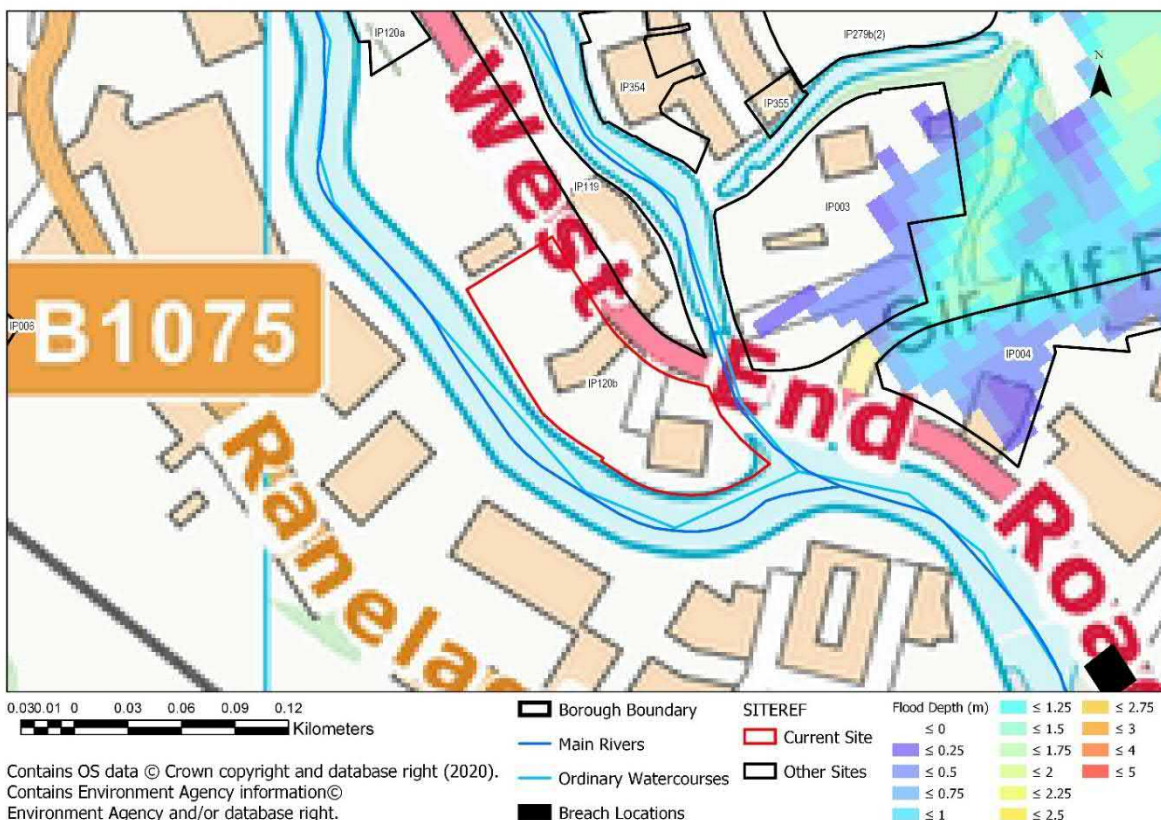 IP120a
IP279b(2)
N
IP354
IP355
IP119
IP003
West
End
Road
Sir Alf
B1075
IP006
IP120b
IP004
Ranela
0.030.01 0 0.03 0.06 0.09 0.12
Kilometers
Contains OS data © Crown copyright and database right (2020).
Contains Environment Agency information©
Environment Agency and/or database right.
Borough Boundary
Main Rivers
Ordinary Watercourses
Breach Locations
SITEREF
Current Site
Other Sites
Flood Depth (m)
≤ 0
≤ 0.25
≤ 0.5
≤ 0.75
≤ 1
≤ 1.25
≤ 1.5
≤ 1.75
≤ 2
≤ 2.25
≤ 2.5
≤ 2.75
≤ 3
≤ 4
≤ 5